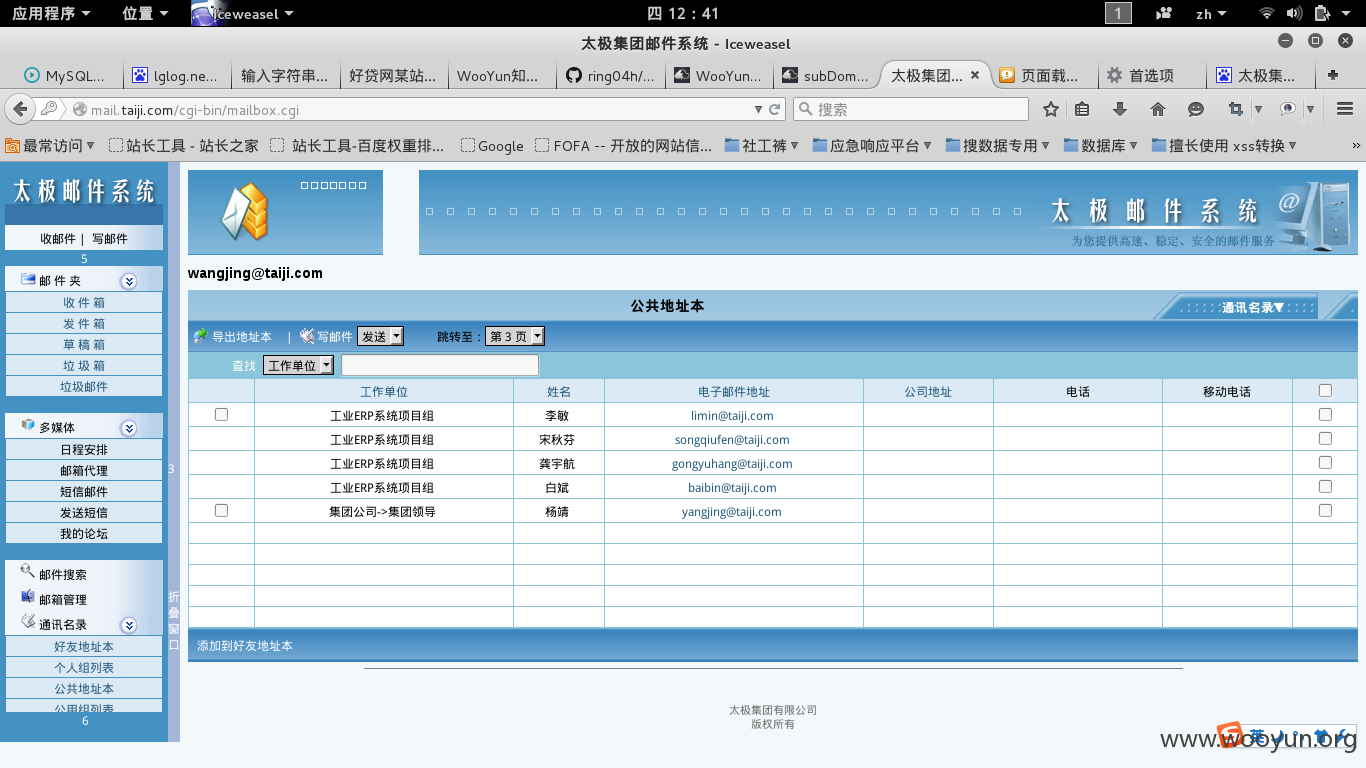 应用程序 位置 Iceweasel 四 12：41 1 zh
太极集团邮件系统 - Iceweasel
MySQL... lglog.ne... 输入字符串... 好贷网某站... WooYun知... ring04h/... WooYun... subDom... 太极集团... 页面载... 首选项 太极集...
mail.taiji.com/cgi-bin/mailbox.cgi 搜索
最常访问 站长工具 - 站长之家 站长工具-百度权重排... Google FOFA -- 开放的网站信... 社工裤 应急响应平台 搜数据专用 数据库 擅长使用 xss转换 »
太极邮件系统
收邮件 | 写邮件
5
邮 件 夹
收 件 箱
发 件 箱
草 稿 箱
垃 圾 箱
垃圾邮件
多媒体
日程安排
邮箱代理
短信邮件
发送短信
我的论坛
邮件搜索
邮箱管理
通讯名录
好友地址本
个人组列表
公共地址本
公用组列表
6
3
折叠窗口
太极邮件系统
为您提供高速、稳定、安全的邮件服务
wangjing@taiji.com
公共地址本 通讯名录▼
导出地址本 | 写邮件 发送 跳转至：第 3 页
查找 工作单位
工作单位 姓名 电子邮件地址 公司地址 电话 移动电话
工业ERP系统项目组 李敏 limin@taiji.com
工业ERP系统项目组 宋秋芬 songqiufen@taiji.com
工业ERP系统项目组 龚宇航 gongyuhang@taiji.com
工业ERP系统项目组 白斌 baibin@taiji.com
集团公司->集团领导 杨靖 yangjing@taiji.com
添加到好友地址本
太极集团有限公司
版权所有
www.wooyun.org